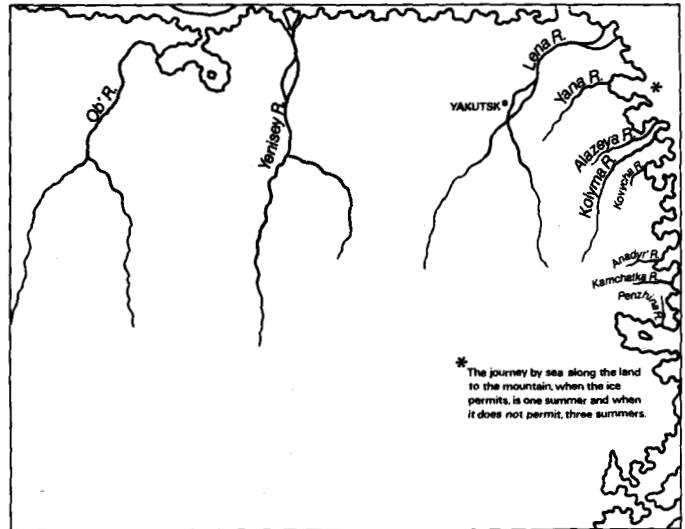 Ob' R.
Yenisey R.
Lena R.
YAKUTSK
Yana R.
*
Alazeya R.
Kolyma R.
Kovycha R.
Anadyr' R.
Kamchatka R.
Penzhina R.
*
The journey by sea along the land
to the mountain, when the ice
permits, is one summer and when
it does not permit, three summers.